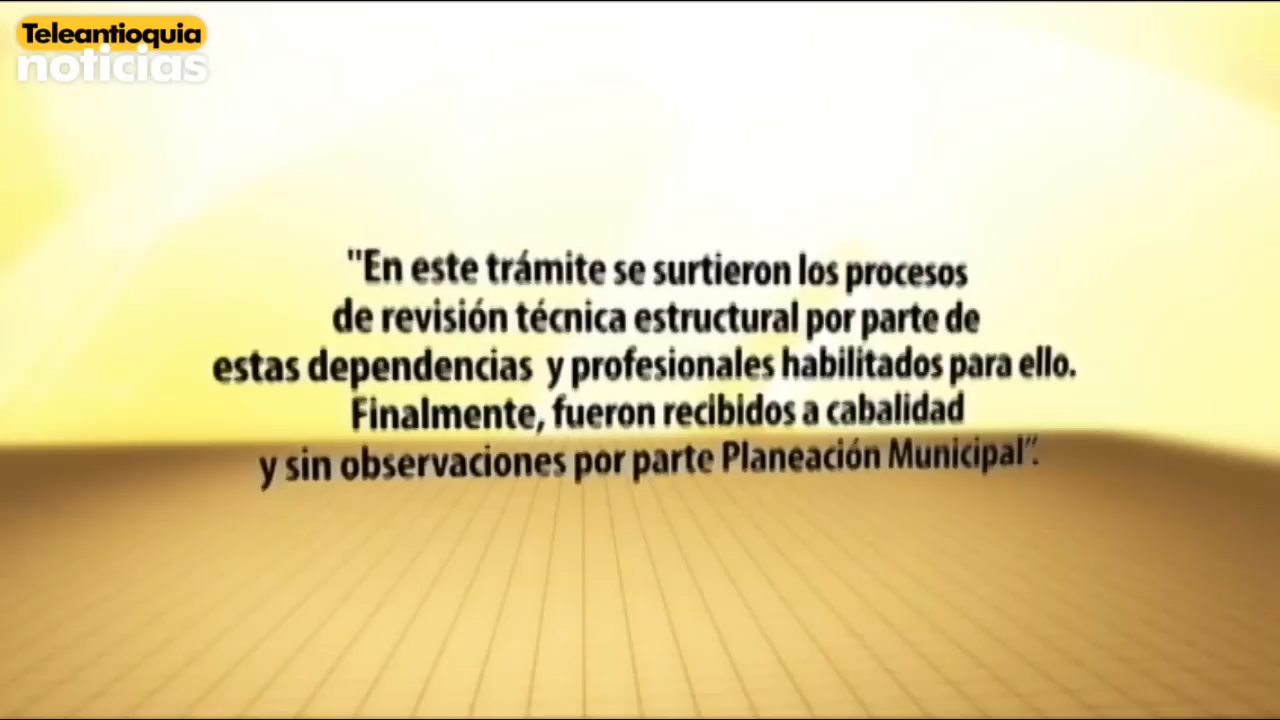 Teleantioquia
noticias
"En este trámite se surtieron los procesos
de revisión técnica estructural por parte de
estas dependencias y profesionales habilitados para ello.
Finalmente, fueron recibidos a cabalidad
y sin observaciones por parte Planeación Municipal”.